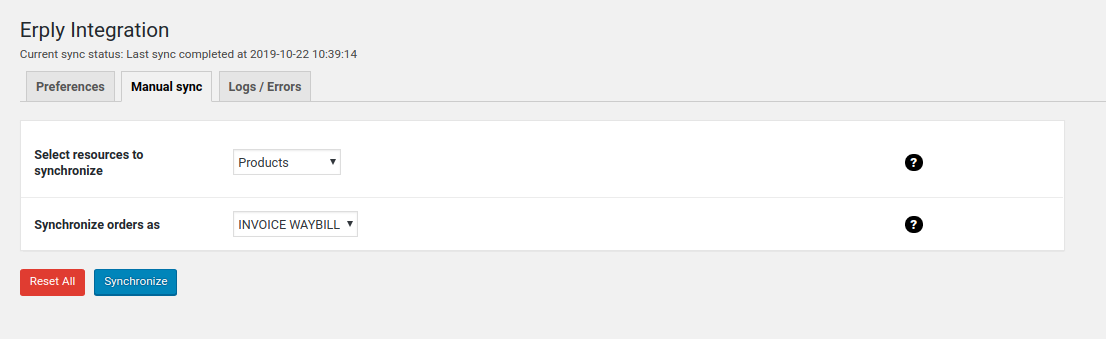 Erply Integration
Current sync status: Last sync completed at 2019-10-22 10:39:14
Preferences Manual sync Logs / Errors
Select resources to
synchronize
Products
?
Synchronize orders as
INVOICE WAYBILL
?
Reset All Synchronize